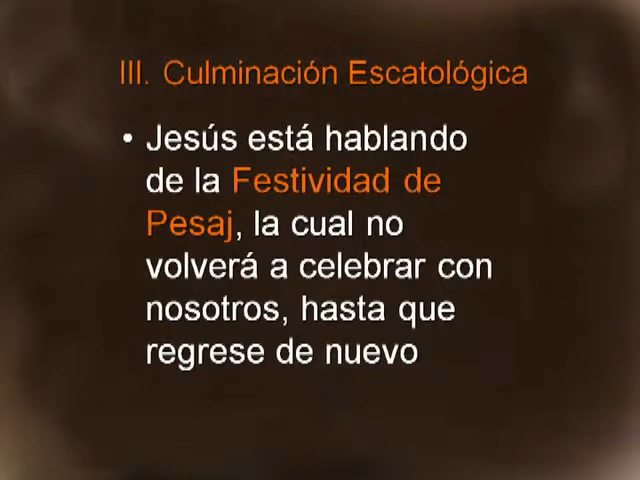 III. Culminación Escatológica
• Jesús está hablando
de la Festividad de
Pesaj, la cual no
volverá a celebrar con
nosotros, hasta que
regrese de nuevo